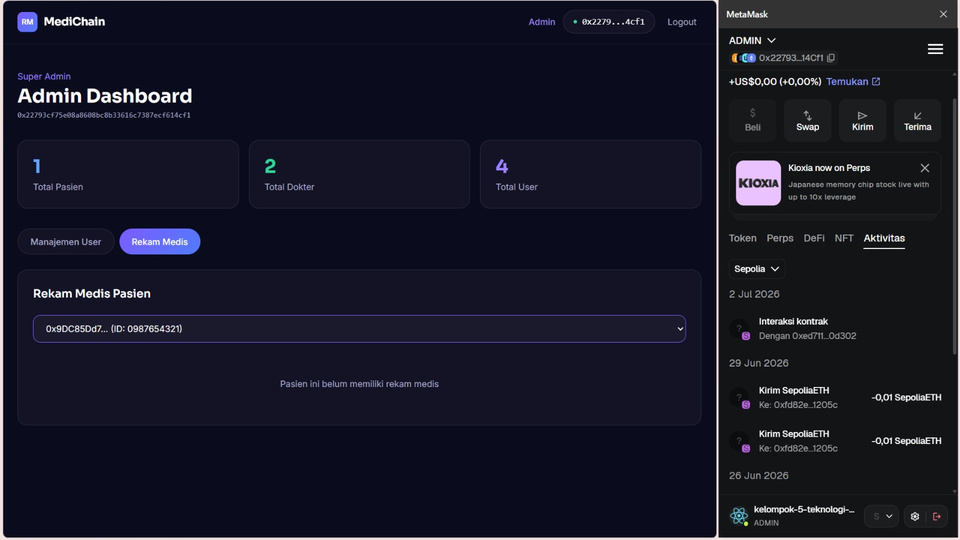 RM MediChain
Admin
0x2279...4cf1
Logout
Super Admin
Admin Dashboard
0x22793cf75e08a8608bc8b33616c7387ecf614cf1
1
Total Pasien
2
Total Dokter
4
Total User
Manajemen User
Rekam Medis
Rekam Medis Pasien
0x9DC85Dd7... (ID: 0987654321)
Pasien ini belum memiliki rekam medis
MetaMask
ADMIN
0x22793...14Cf1
+US$0,00 (+0,00%) Temukan
Beli
Swap
Kirim
Terima
KIOXIA
Kioxia now on Perps
Japanese memory chip stock live with
up to 10x leverage
Token
Perps
DeFi
NFT
Aktivitas
Sepolia
2 Jul 2026
?
Interaksi kontrak
Dengan 0xed711...0d302
29 Jun 2026
?
Kirim SepoliaETH
Ke: 0xfd82e...1205c
-0,01 SepoliaETH
?
Kirim SepoliaETH
Ke: 0xfd82e...1205c
-0,01 SepoliaETH
26 Jun 2026
kelompok-5-teknologi-...
ADMIN
S